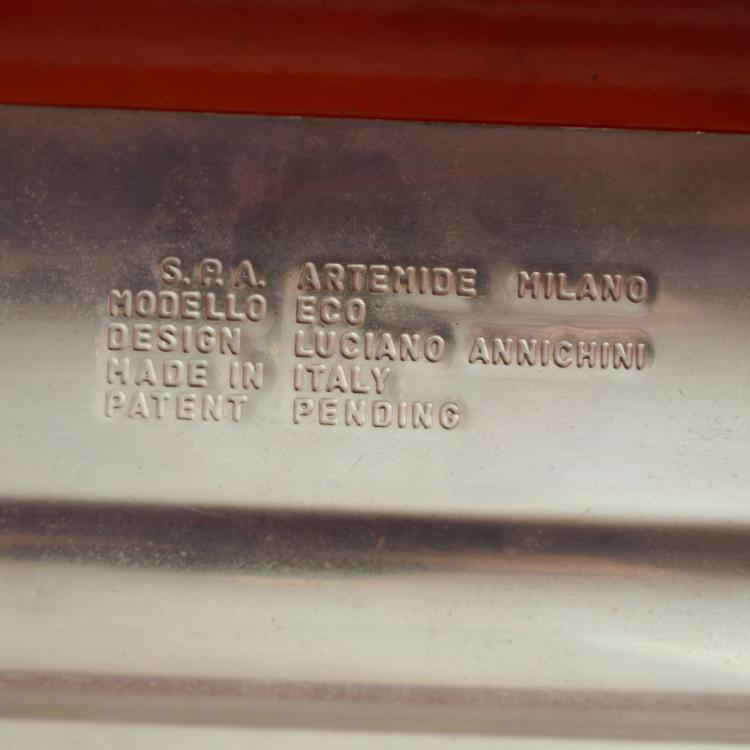 S.P.A. ARTEMIDE MILANO
MODELLO ECO
DESIGN LUCIANO ANNICHINI
MADE IN ITALY
PATENT PENDING